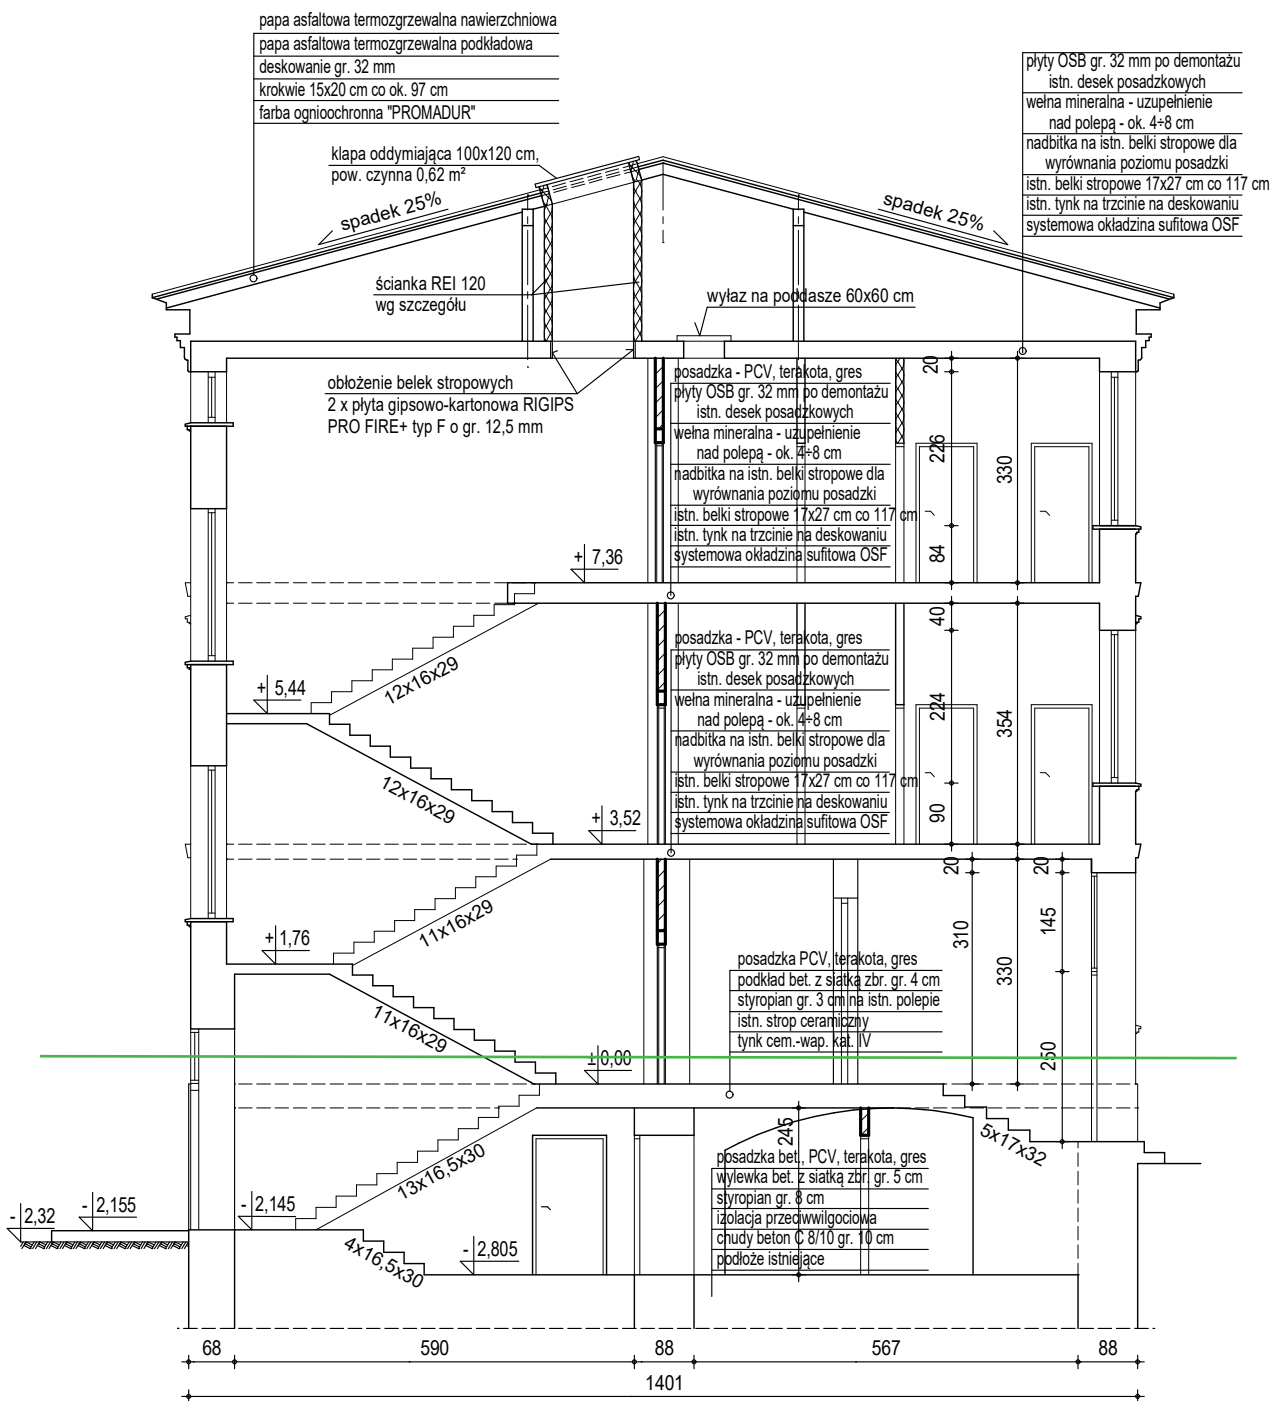 papa asfaltowa termozgrzewalna nawierzchniowa
papa asfaltowa termozgrzewalna podkładowa
deskowanie gr. 32 mm
krokwie 15x20 cm co ok. 97 cm
farba ognioochronna "PROMADUR"
płyty OSB gr. 32 mm po demontażu
istn. desek posadzkowych
wełna mineralna - uzupełnienie
nad polepą - ok. 4÷8 cm
nadbitka na istn. belki stropowe dla
wyrównania poziomu posadzki
istn. belki stropowe 17x27 cm co 117 cm
istn. tynk na trzcinie na deskowaniu
systemowa okładzina sufitowa OSF
klapa oddymiająca 100x120 cm,
pow. czynna 0,62 m²
spadek 25%
spadek 25%
ścianka REI 120
wg szczegółu
wyłaz na poddasze 60x60 cm
obłożenie belek stropowych
2 x płyta gipsowo-kartonowa RIGIPS
PRO FIRE+ typ F o gr. 12,5 mm
posadzka - PCV, terakota, gres
płyty OSB gr. 32 mm po demontażu
istn. desek posadzkowych
wełna mineralna - uzupełnienie
nad polepą - ok. 4÷8 cm
nadbitka na istn. belki stropowe dla
wyrównania poziomu posadzki
istn. belki stropowe 17x27 cm co 117 cm
istn. tynk na trzcinie na deskowaniu
systemowa okładzina sufitowa OSF
20
226
330
84
+ 7,36
40
12x16x29
+ 5,44
posadzka - PCV, terakota, gres
płyty OSB gr. 32 mm po demontażu
istn. desek posadzkowych
wełna mineralna - uzupełnienie
nad polepą - ok. 4÷8 cm
nadbitka na istn. belki stropowe dla
wyrównania poziomu posadzki
istn. belki stropowe 17x27 cm co 117 cm
istn. tynk na trzcinie na deskowaniu
systemowa okładzina sufitowa OSF
224
354
90
12x16x29
+ 3,52
20
20
11x16x29
+ 1,76
310
145
330
posadzka PCV, terakota, gres
podkład bet. z siatką zbr. gr. 4 cm
styropian gr. 3 cm na istn. polepie
istn. strop ceramiczny
tynk cem.-wap. kat. IV
11x16x29
± 0,00
250
245
5x17x32
13x16,5x30
posadzka bet., PCV, terakota, gres
wylewka bet. z siatką zbr. gr. 5 cm
styropian gr. 8 cm
izolacja przeciwwilgociowa
chudy beton C 8/10 gr. 10 cm
podłoże istniejące
- 2,32
- 2,155
- 2,145
4x16,5x30
- 2,805
68
590
88
567
88
1401